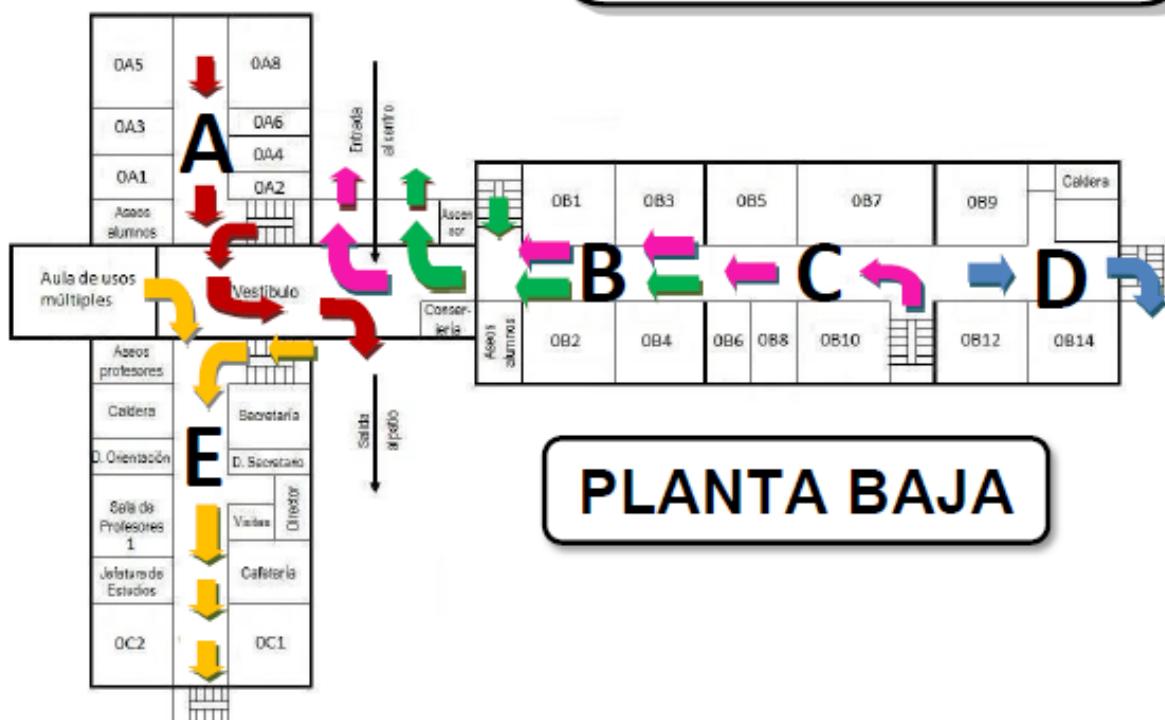 0A5
0A8
0A3
0A6
0A4
0A1
0A2
A
Aseos
alumnos
Entrada
al centro
Ascen
sor
Aula de usos
múltiples
Vestíbulo
Conser-
jería
Aseos
profesores
Caldera
Secretaría
D. Orientación
D. Secretario
E
Sala de
Profesores
1
Visitas
Director
Jefatura de
Estudios
Cafetería
0C2
0C1
Salida
al patio
0B1
0B3
0B5
0B7
0B9
Caldera
B
C
D
Aseos
alumnos
0B2
0B4
0B6
0B8
0B10
0B12
0B14
PLANTA BAJA